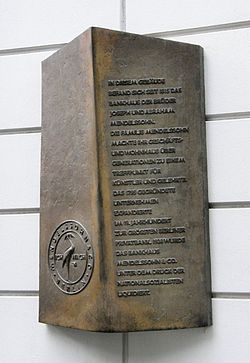 IN DIESEM GEBÄUDE
BEFAND SICH SEIT 1815 DAS
BANKHAUS DER BRÜDER
JOSEPH UND ABRAHAM
MENDELSSOHN.
DIE FAMILIE MENDELSSOHN
MACHTE IHR GESCHÄFTS-
UND WOHNHAUS ÜBER
GENERATIONEN ZU EINEM
TREFFPUNKT FÜR
KÜNSTLER UND GELEHRTE.
DAS 1795 GEGRÜNDETE
UNTERNEHMEN
EXPANDIERTE
IM 19. JAHRHUNDERT
ZUR GRÖSSTEN BERLINER
PRIVATBANK. 1938 WURDE
DAS BANKHAUS
MENDELSSOHN & CO.
UNTER DEM DRUCK DER
NATIONALSOZIALISTEN
LIQUIDIERT.